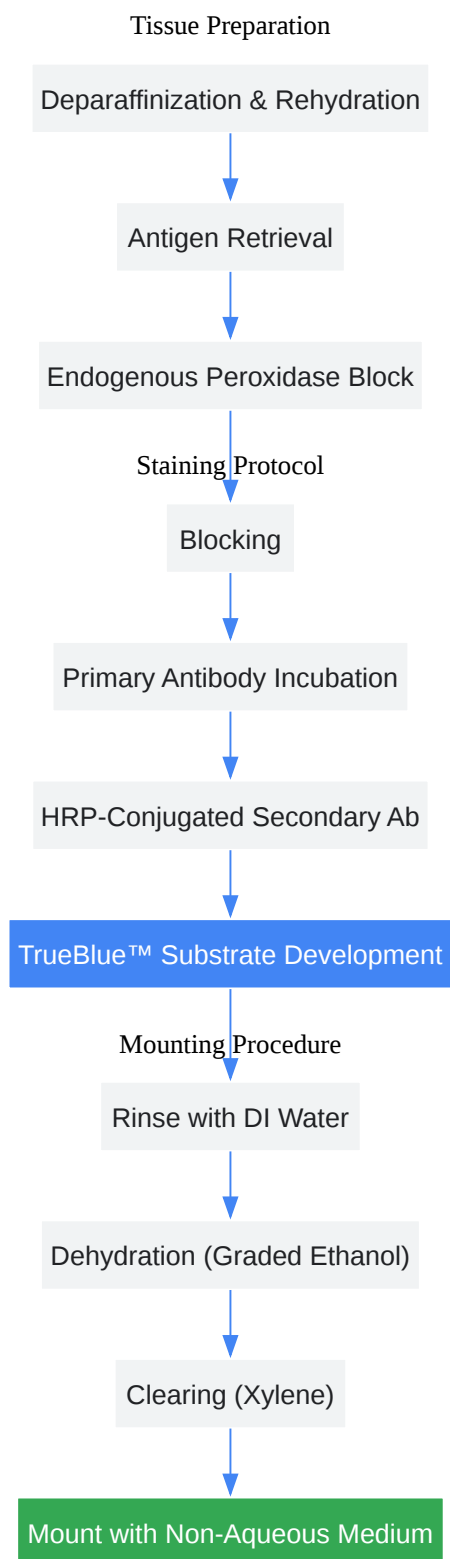 Tissue Preparation
Deparaffinization & Rehydration
Antigen Retrieval
Endogenous Peroxidase Block
Staining Protocol
Blocking
Primary Antibody Incubation
HRP-Conjugated Secondary Ab
TrueBlue™ Substrate Development
Mounting Procedure
Rinse with DI Water
Dehydration (Graded Ethanol)
Clearing (Xylene)
Mount with Non-Aqueous Medium